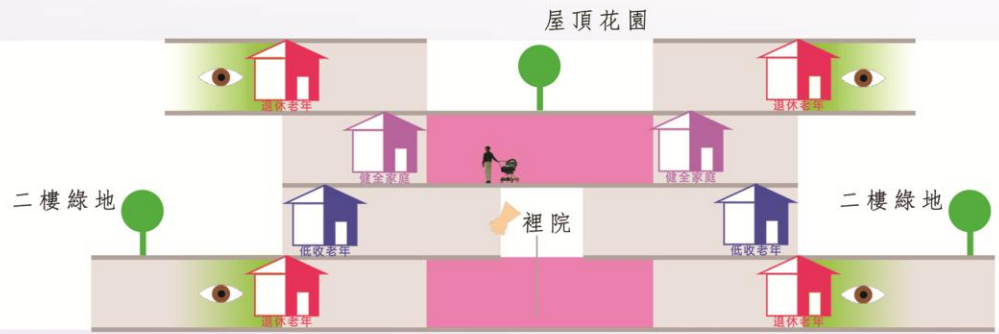 屋頂花園
退休老年
退休老年
健全家庭
健全家庭
二樓綠地
二樓綠地
裡院
低收老年
低收老年
退休老年
退休老年